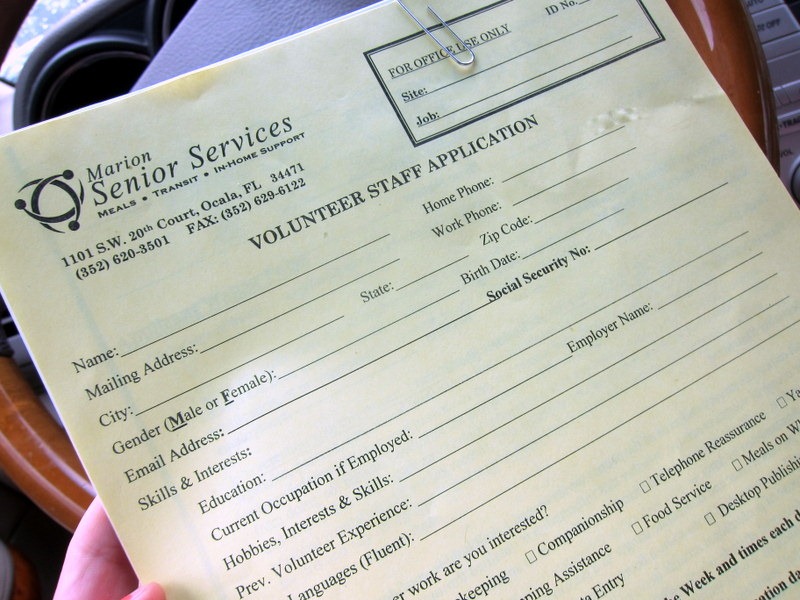 FOR OFFICE USE ONLY
ID No.
Site:
Job:
Marion
Senior Services
MEALS • TRANSIT • IN-HOME SUPPORT
1101 S.W. 20th Court, Ocala, FL 34471
(352) 620-3501 FAX: (352) 629-6122
VOLUNTEER STAFF APPLICATION
Name: Home Phone:
Mailing Address: Work Phone:
City: State: Zip Code:
Gender (Male or Female): Birth Date:
Email Address: Social Security No:
Skills & Interests:
Education:
Current Occupation if Employed: Employer Name:
Hobbies, Interests & Skills:
Prev. Volunteer Experience:
Languages (Fluent):
work are you interested?
Companionship Telephone Reassurance
Assistance Food Service Meals on
Entry Desktop
Week and times each